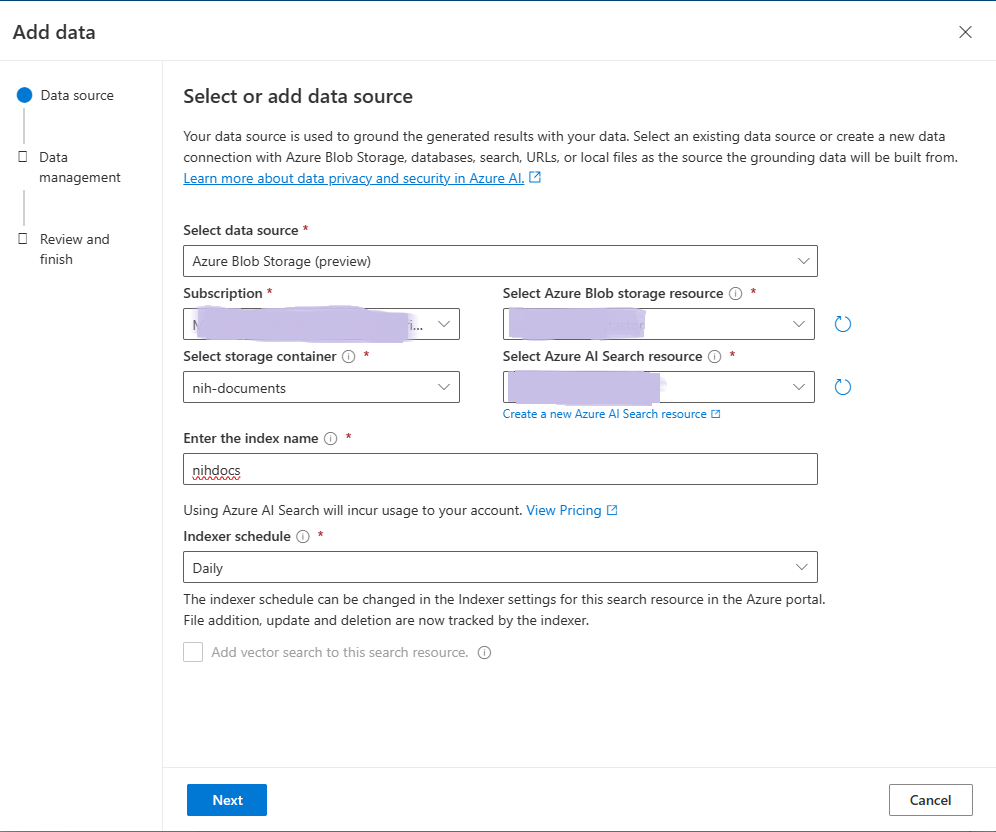 Add data
Data source
Data
management
Review and
finish
Select or add data source
Your data source is used to ground the generated results with your data. Select an existing data source or create a new data
connection with Azure Blob Storage, databases, search, URLs, or local files as the source the grounding data will be built from.
Learn more about data privacy and security in Azure AI.
Select data source *
Azure Blob Storage (preview)
Subscription *
Select Azure Blob storage resource *
Select storage container *
Select Azure AI Search resource *
nih-documents
Create a new Azure AI Search resource
Enter the index name *
nihdocs
Using Azure AI Search will incur usage to your account. View Pricing
Indexer schedule *
Daily
The indexer schedule can be changed in the Indexer settings for this search resource in the Azure portal.
File addition, update and deletion are now tracked by the indexer.
Add vector search to this search resource.
Next
Cancel